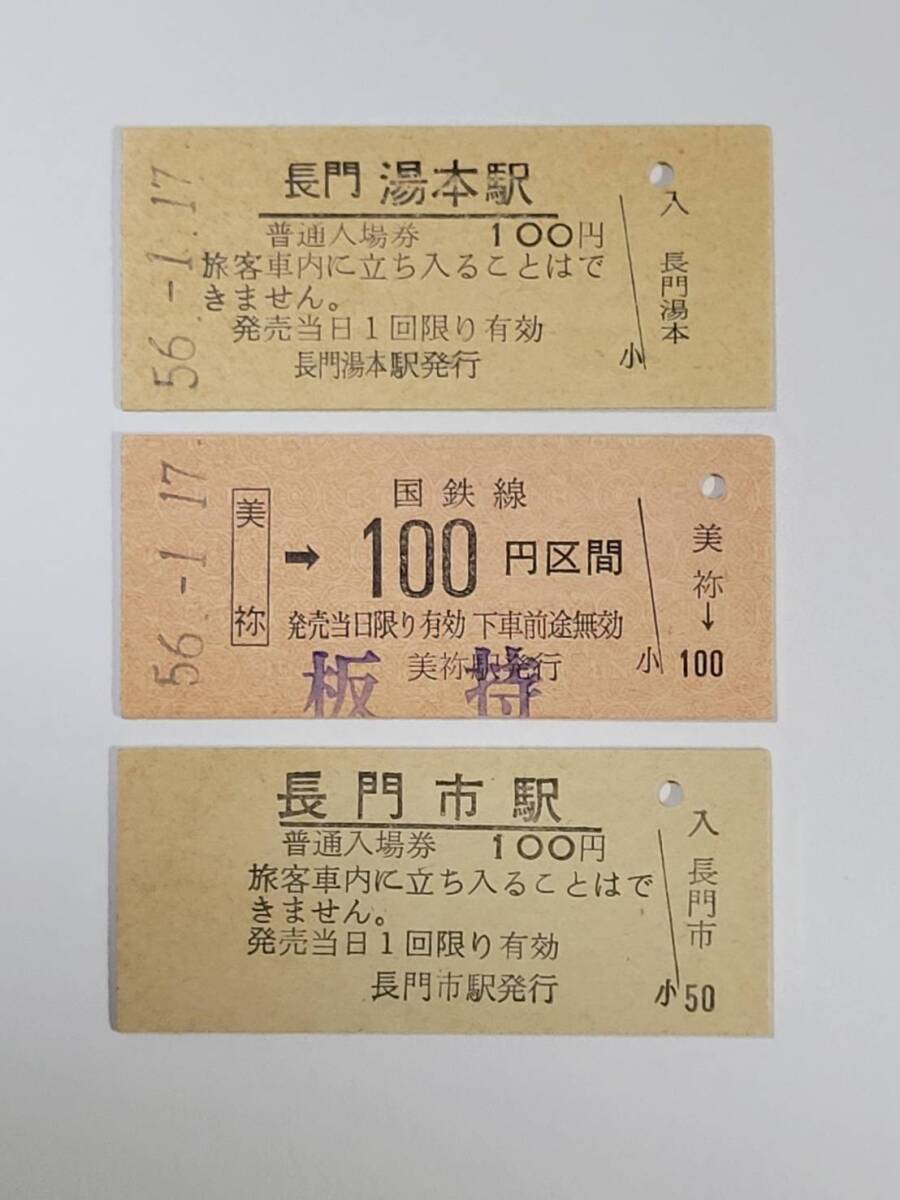 56.-1.17
長門 湯本駅
普通入場券 100円
旅客車内に立ち入ることはで
きません。
発売当日1回限り有効
長門湯本駅発行
入 長門湯本
小
56.-1.17
美祢
国鉄線
→ 100 円区間
発売当日限り有効 下車前途無効
美祢駅発行
板持
美祢→100
小
長門市駅
普通入場券 100円
旅客車内に立ち入ることはで
きません。
発売当日1回限り有効
長門市駅発行
入 長門市
小 50